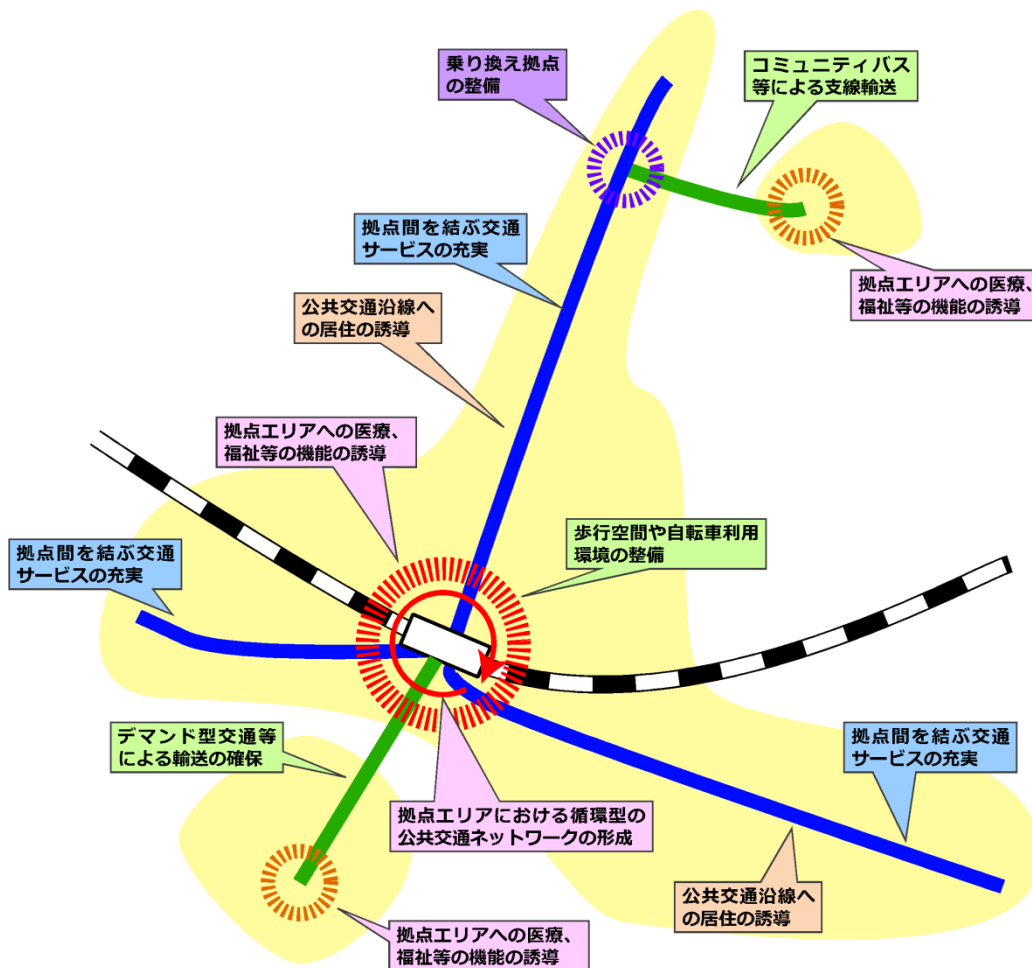 乗り換え拠点
の整備
コミュニティバス
等による支線輸送
拠点間を結ぶ交通
サービスの充実
拠点エリアへの医療、
福祉等の機能の誘導
公共交通沿線へ
の居住の誘導
拠点エリアへの医療、
福祉等の機能の誘導
歩行空間や自転車利用
環境の整備
拠点間を結ぶ交通
サービスの充実
デマンド型交通等
による輸送の確保
拠点間を結ぶ交通
サービスの充実
拠点エリアにおける循環型の
公共交通ネットワークの形成
公共交通沿線へ
の居住の誘導
拠点エリアへの医療、
福祉等の機能の誘導